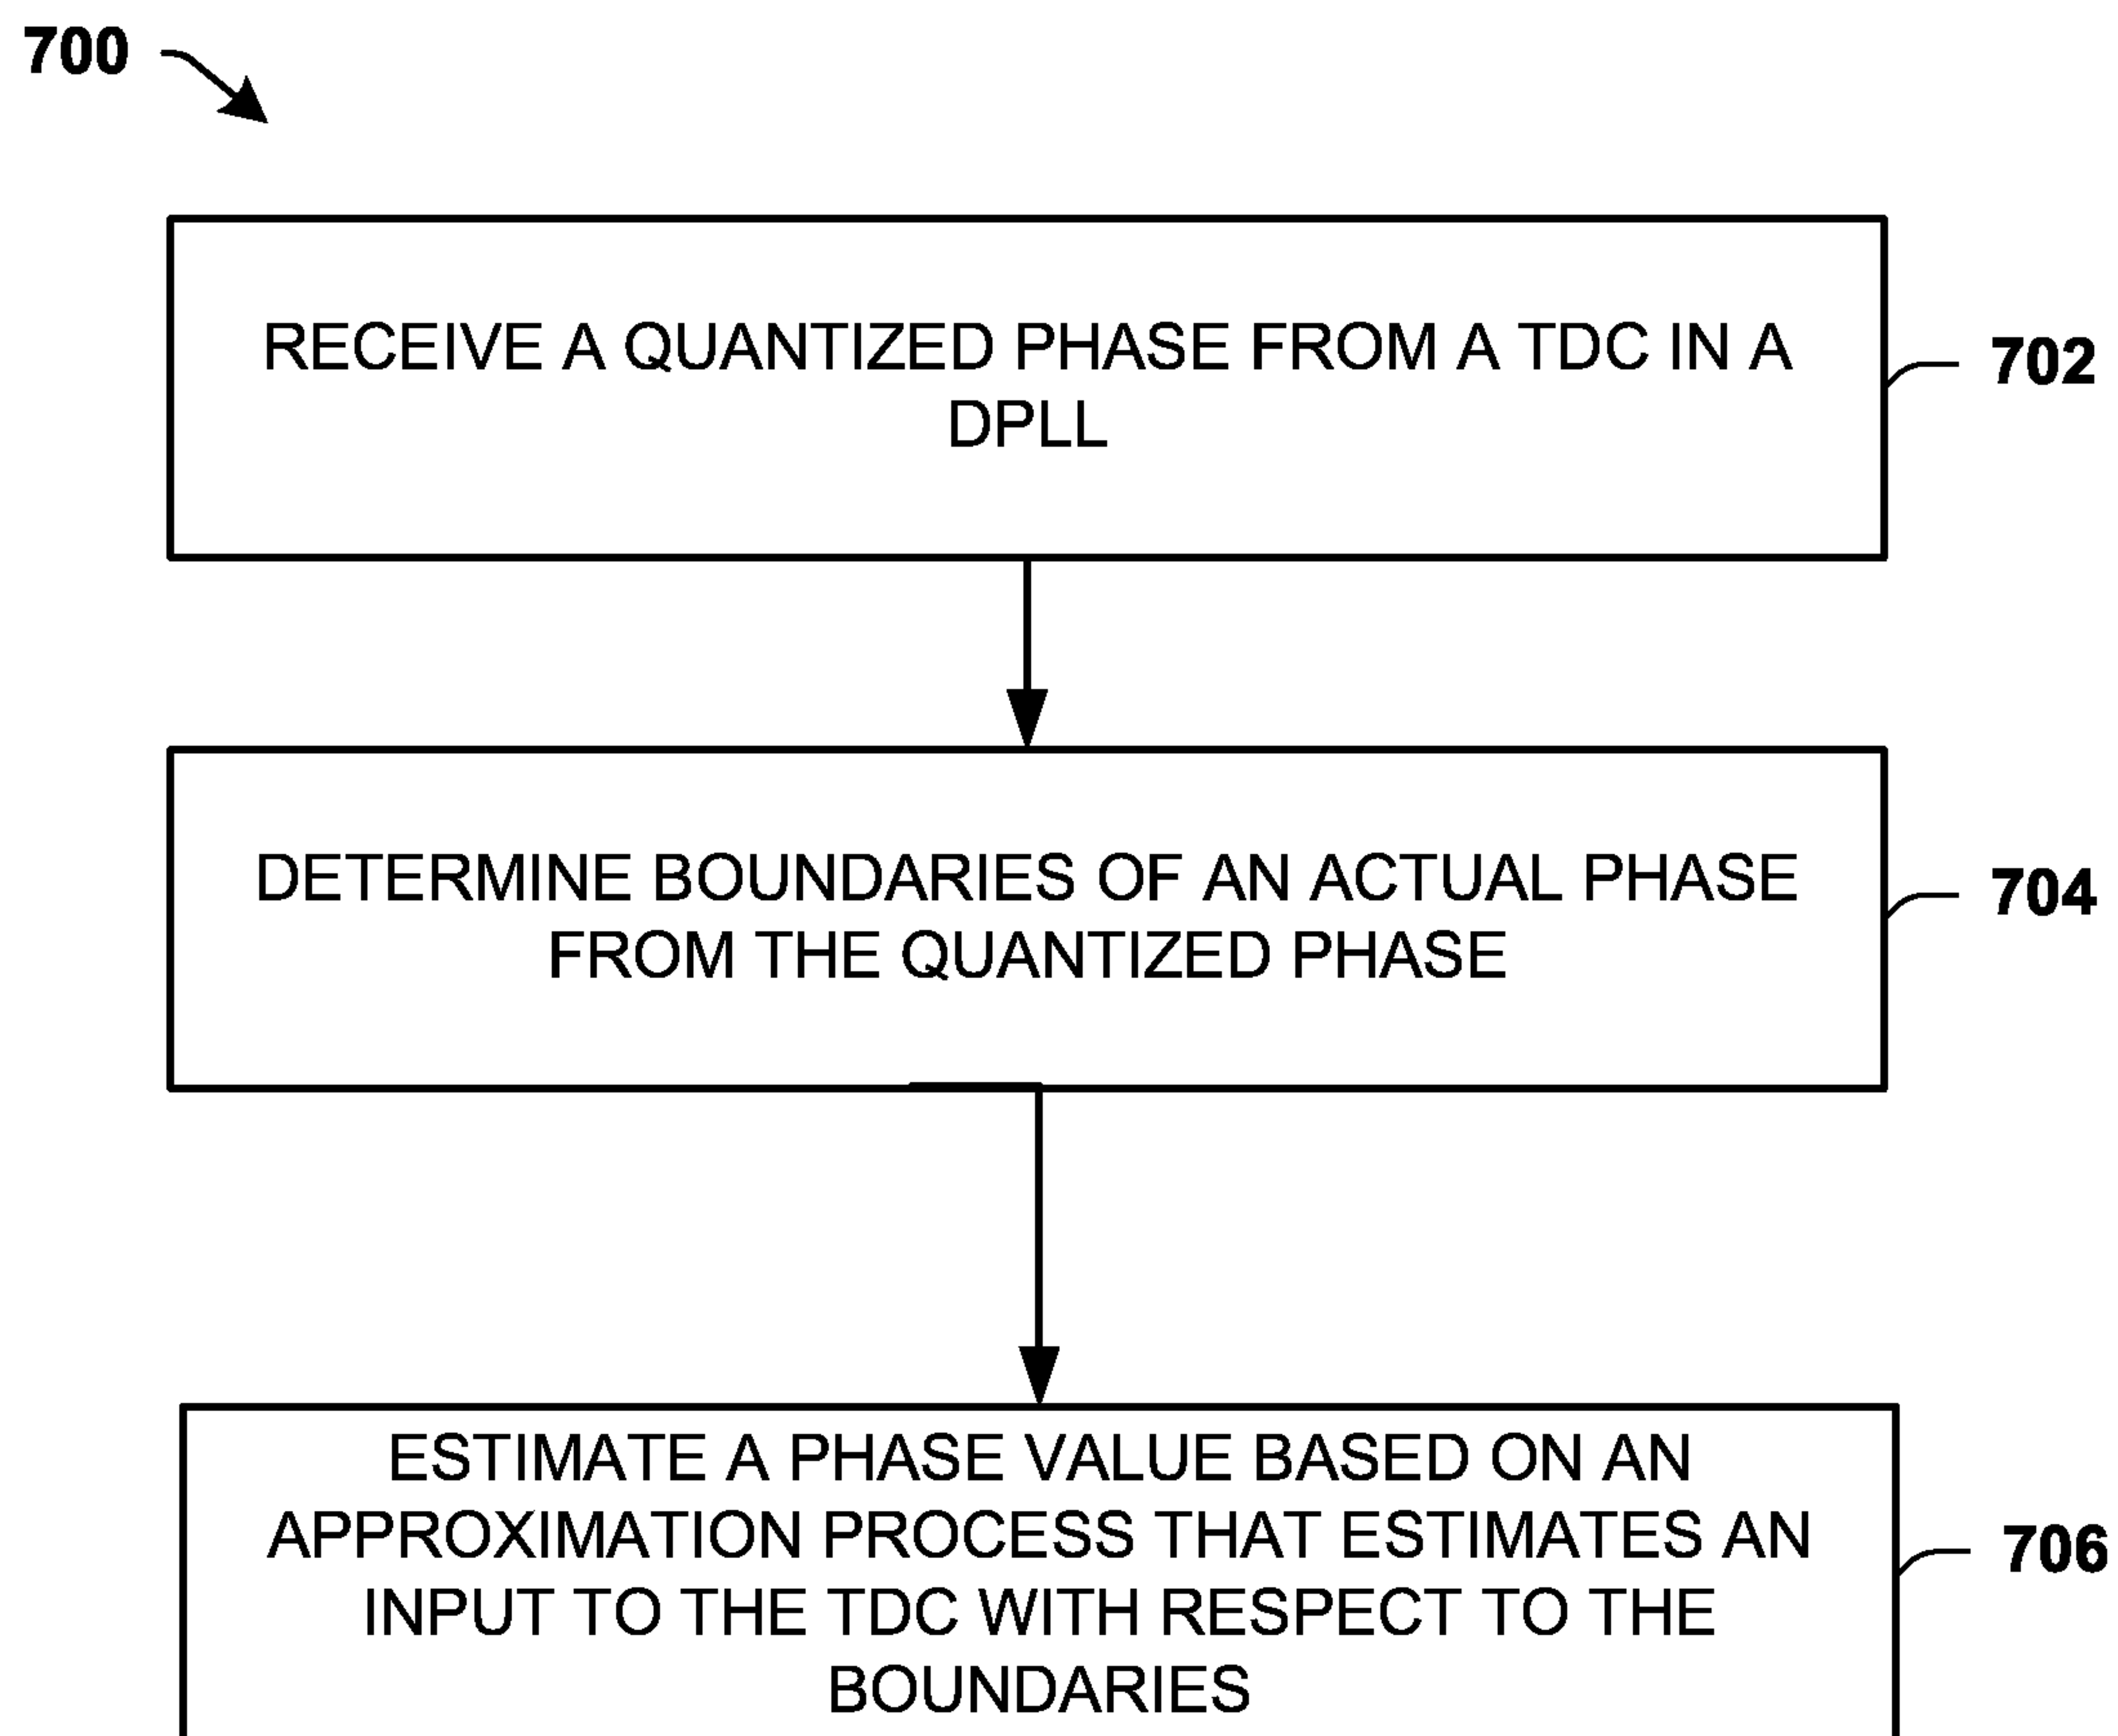 700
RECEIVE A QUANTIZED PHASE FROM A TDC IN A
DPLL
702
DETERMINE BOUNDARIES OF AN ACTUAL PHASE
FROM THE QUANTIZED PHASE
704
ESTIMATE A PHASE VALUE BASED ON AN
APPROXIMATION PROCESS THAT ESTIMATES AN
INPUT TO THE TDC WITH RESPECT TO THE
BOUNDARIES
706